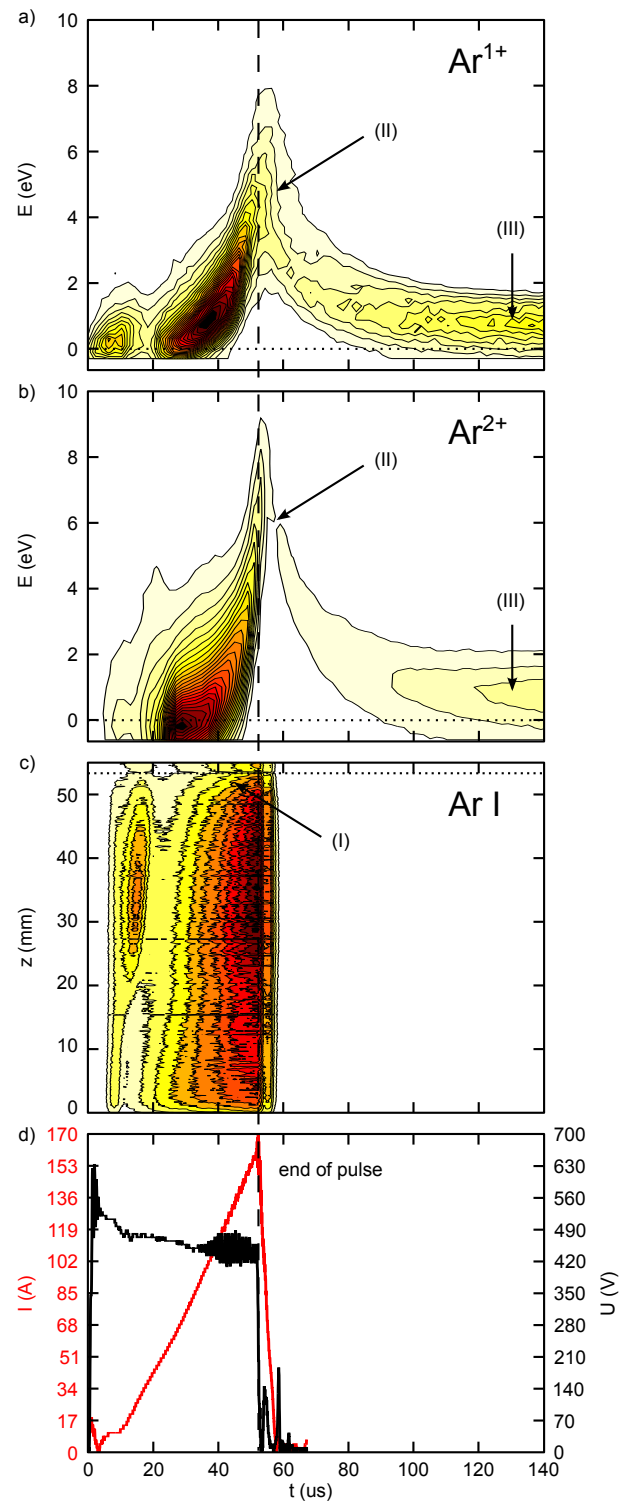 a)
Ar1+
10
8
6
4
2
0
E (eV)
(II)
(III)
b)
Ar2+
10
8
6
4
2
0
E (eV)
(II)
(III)
c)
Ar I
50
40
30
20
10
0
z (mm)
(I)
d)
170
153
136
119
102
85
68
51
34
17
0
I (A)
end of pulse
700
630
560
490
420
350
280
210
140
70
0
U (V)
0 20 40 60 80 100 120 140
t (us)